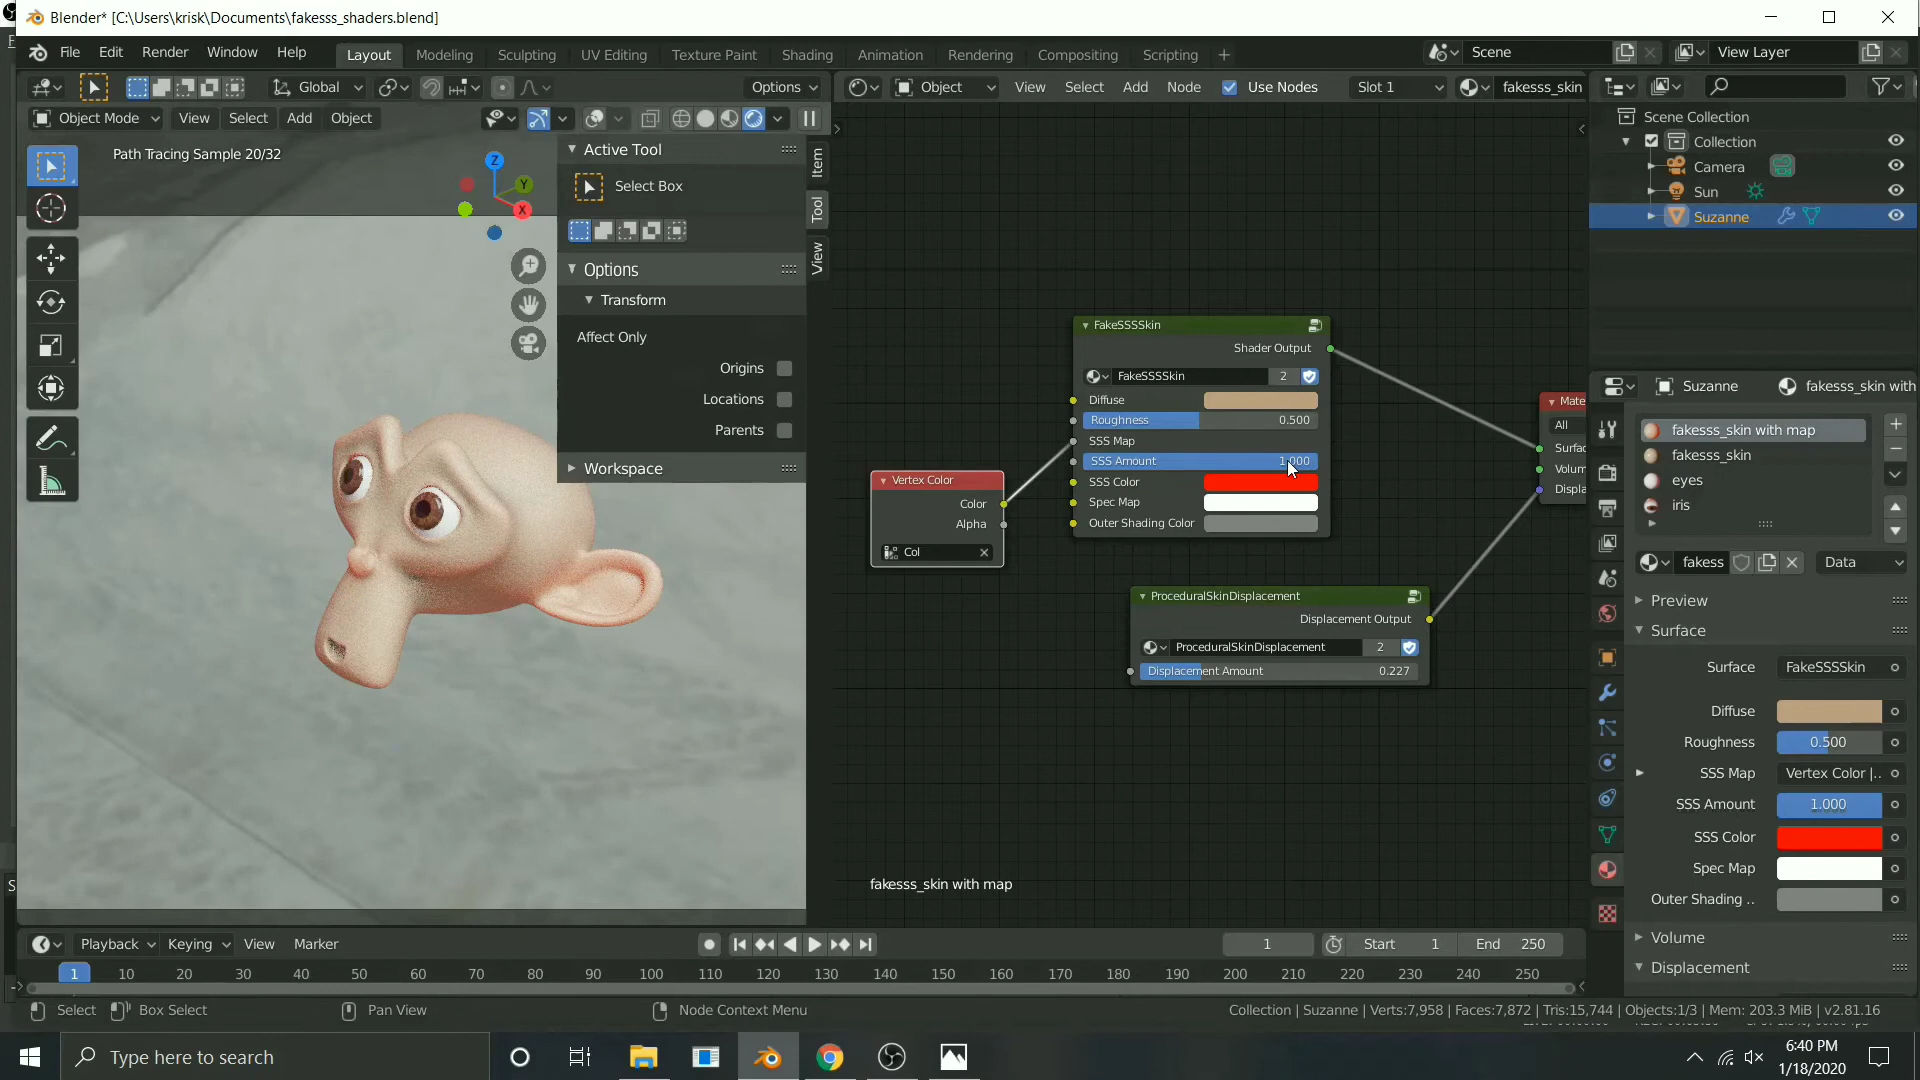 Blender* [C:\Users\krisk\Documents\fakesss_shaders.blend]
File Edit Render Window Help
Layout Modeling Sculpting UV Editing Texture Paint Shading Animation Rendering Compositing Scripting +
Scene
View Layer
Global
Options
Object
View Select Add Node
Use Nodes
Slot 1
fakesss_skin
Object Mode
View Select Add Object
Path Tracing Sample 20/32
Z
Y
X
Active Tool
Select Box
Options
Transform
Affect Only
Origins
Locations
Parents
Workspace
Item
Tool
View
FakeSSSSkin
Shader Output
FakeSSSSkin 2
Diffuse
Roughness 0.500
SSS Map
SSS Amount 1.000
SSS Color
Spec Map
Outer Shading Color
Vertex Color
Color
Alpha
Col
ProceduralSkinDisplacement
Displacement Output
ProceduralSkinDisplacement 2
Displacement Amount 0.227
Mate
All
Surfac
Volum
Displa
fakesss_skin with map
Scene Collection
Collection
Camera
Sun
Suzanne
Suzanne
fakesss_skin with
fakesss_skin with map
fakesss_skin
eyes
iris
fakess
Data
Preview
Surface
Surface FakeSSSSkin
Diffuse
Roughness 0.500
SSS Map Vertex Color |..
SSS Amount 1.000
SSS Color
Spec Map
Outer Shading ..
Volume
Displacement
Playback Keying View Marker
1
Start 1
End 250
1 10 20 30 40 50 60 70 80 90 100 110 120 130 140 150 160 170 180 190 200 210 220 230 240 250
Select
Box Select
Pan View
Node Context Menu
Collection | Suzanne | Verts:7,958 | Faces:7,872 | Tris:15,744 | Objects:1/3 | Mem: 203.3 MiB | v2.81.16
Type here to search
6:40 PM
1/18/2020